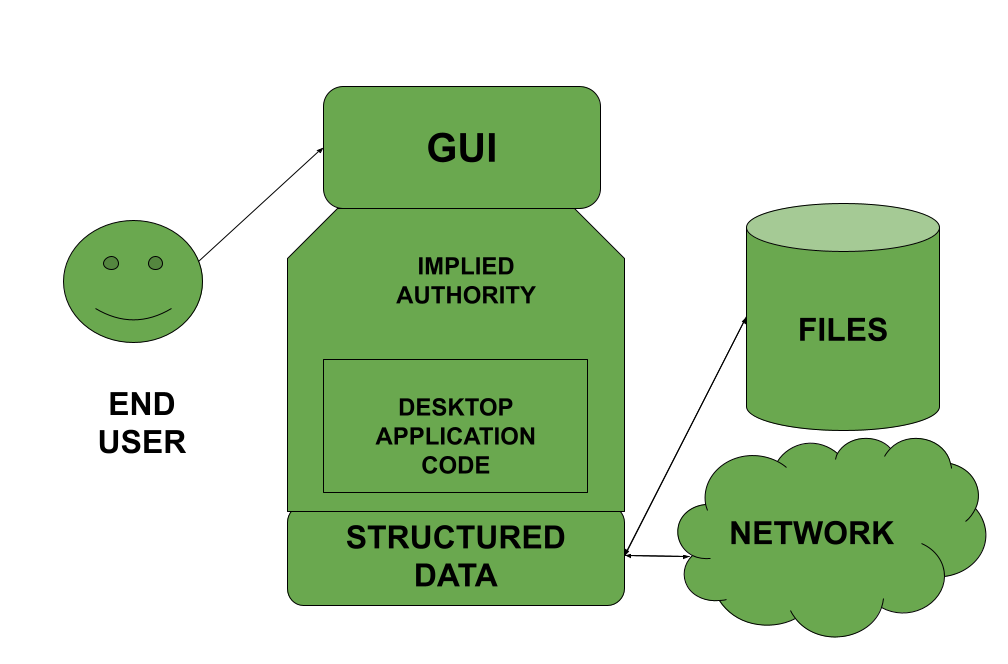 GUI
IMPLIED
AUTHORITY
END
USER
DESKTOP
APPLICATION
CODE
STRUCTURED
DATA
FILES
NETWORK